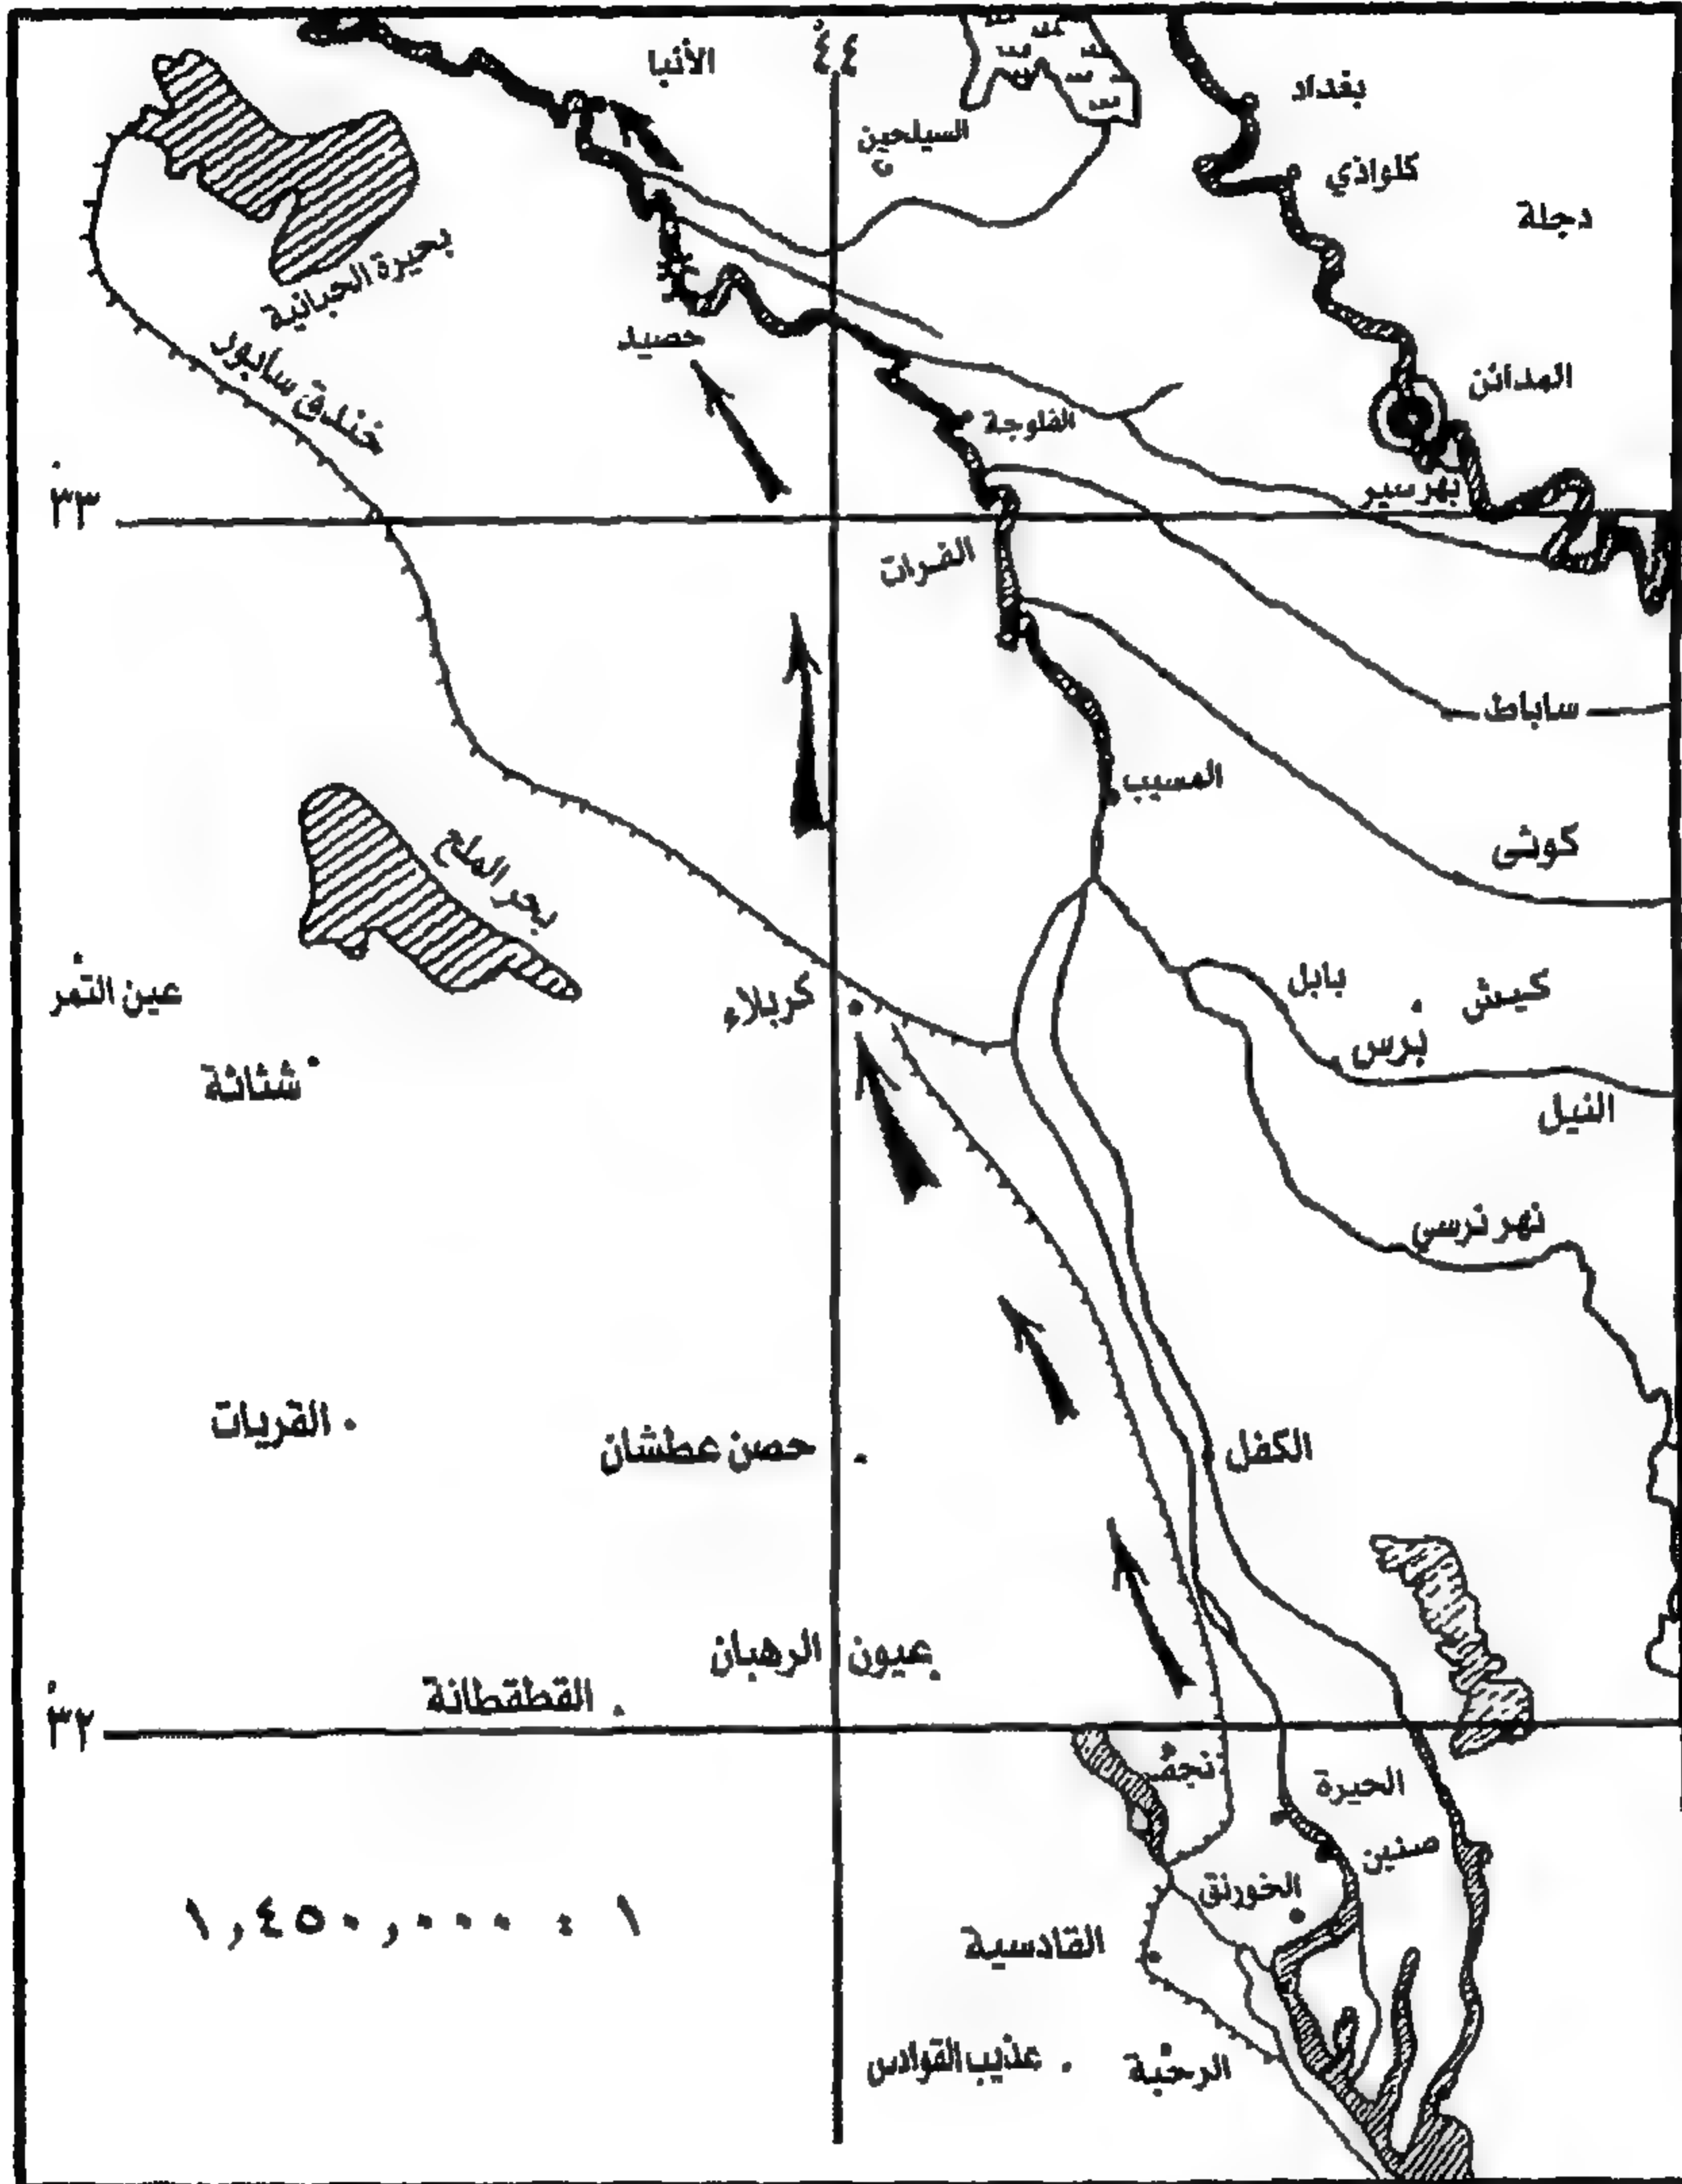 ٤٤
الأنبا
بغداد
السيلحين
كلواذي
دجلة
بحيرة الحبانية
خندق سابور
حصيد
المدائن
الفلوجة
بهرسير
٣٣
الفرات
ساباط
المسيب
كوثى
بحر الملح
عين التمر
كربلاء
بابل
كيش
برس
شثاثة
النيل
نهر نرسي
القريات
حصن عطشان
الكفل
عيون الرهبان
القطقطانة
٣٢
نجف
الحيرة
صنين
الخورنق
القادسية
١ : ١,٤٥٠,٠٠٠
عذيب القوادس
الرحبة